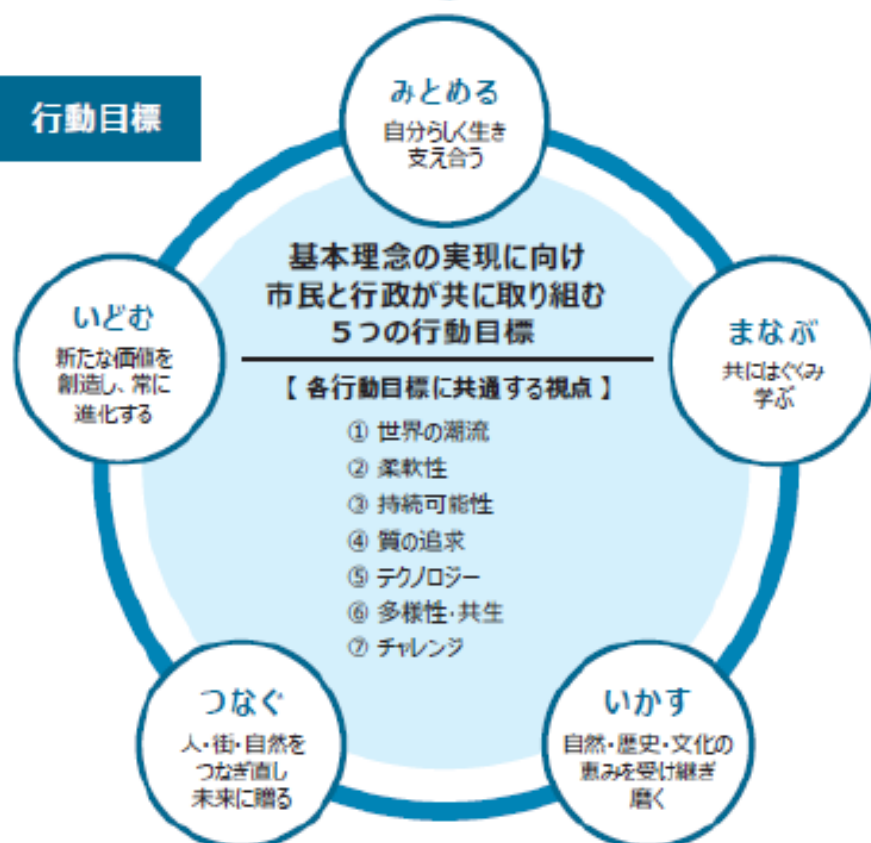 行動目標
みとめる
自分らしく生き
支え合う
基本理念の実現に向け
市民と行政が共に取り組む
5つの行動目標
【 各行動目標に共通する視点 】
① 世界の潮流
② 柔軟性
③ 持続可能性
④ 質の追求
⑤ テクノロジー
⑥ 多様性・共生
⑦ チャレンジ
まなぶ
共にはぐくみ
学ぶ
いかす
自然・歴史・文化の
恵みを受け継ぎ
磨く
つなぐ
人・街・自然を
つなぎ直し
未来に贈る
いどむ
新たな価値を
創造し、常に
進化する